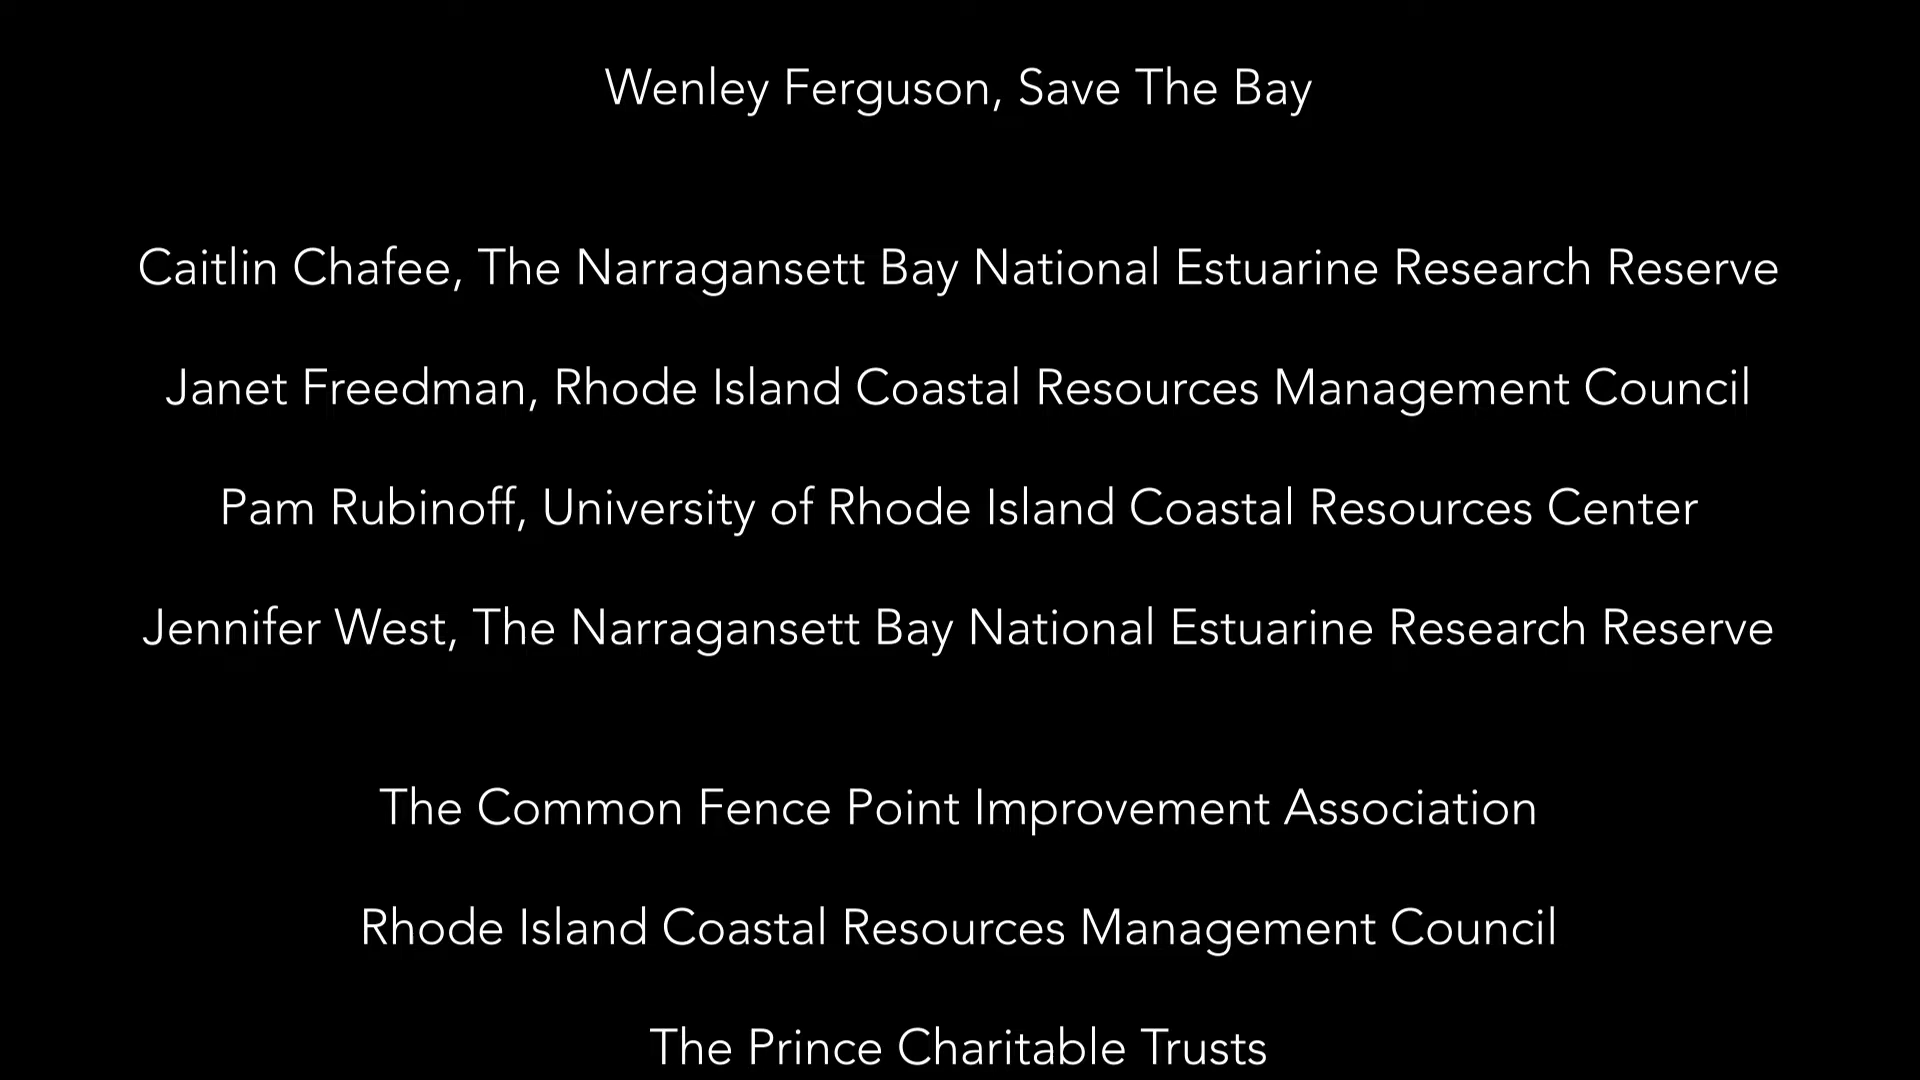 Wenley Ferguson, Save The Bay
Caitlin Chafee, The Narragansett Bay National Estuarine Research Reserve
Janet Freedman, Rhode Island Coastal Resources Management Council
Pam Rubinoff, University of Rhode Island Coastal Resources Center
Jennifer West, The Narragansett Bay National Estuarine Research Reserve
The Common Fence Point Improvement Association
Rhode Island Coastal Resources Management Council
The Prince Charitable Trusts